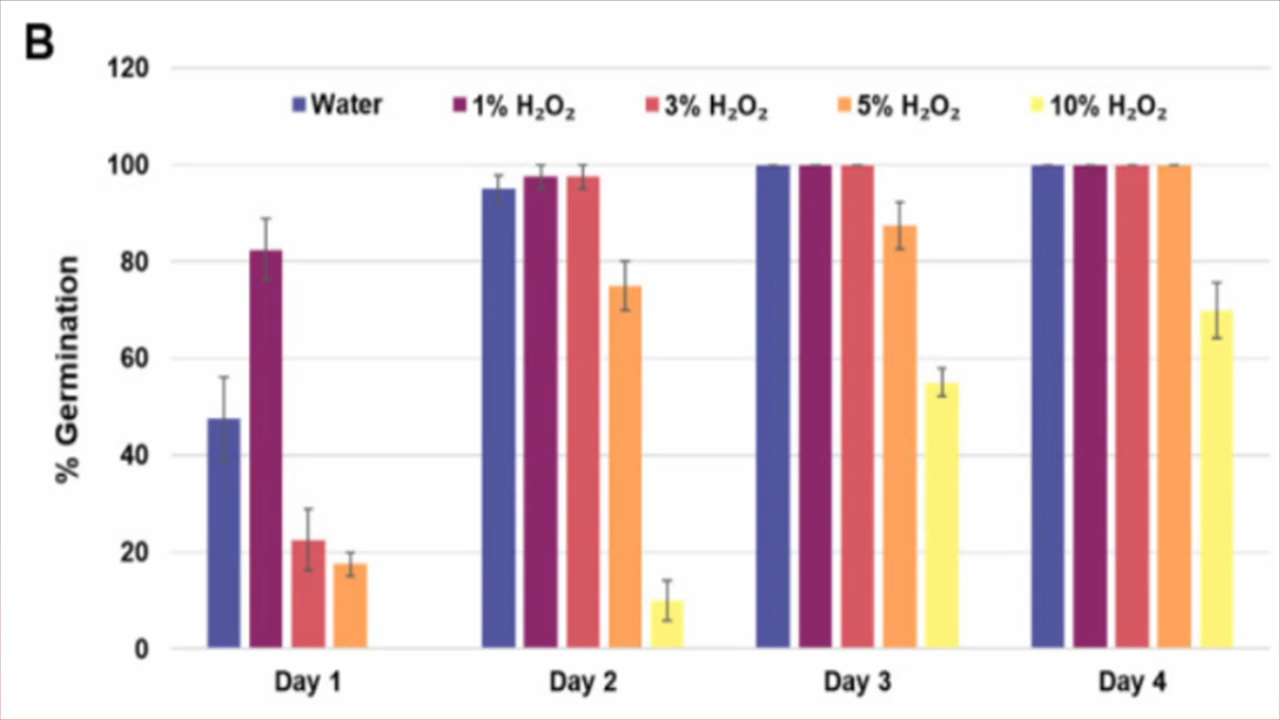 B
120
Water 1% H₂O₂ 3% H₂O₂ 5% H₂O₂ 10% H₂O₂
100
80
60
40
20
0
% Germination
Day 1 Day 2 Day 3 Day 4